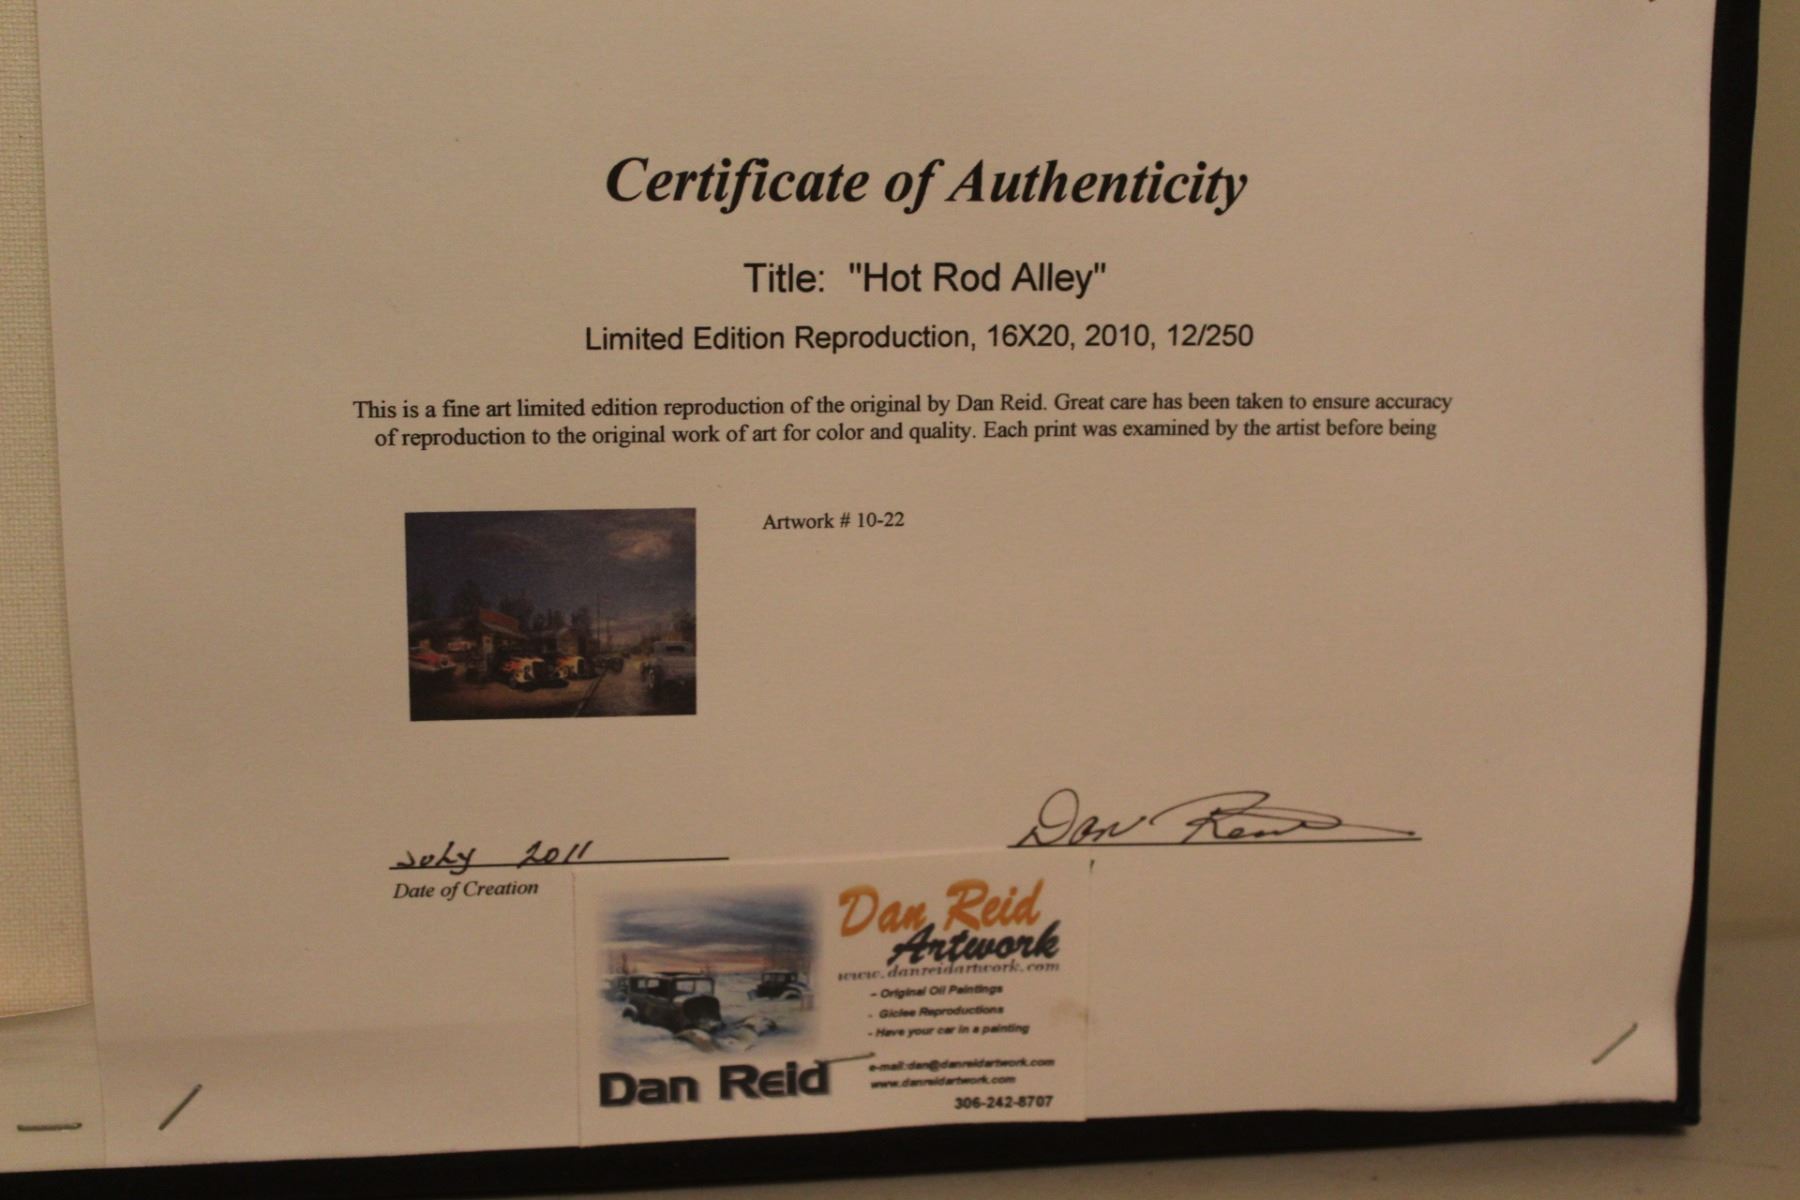 Certificate of Authenticity
Title: "Hot Rod Alley"
Limited Edition Reproduction, 16X20, 2010, 12/250
This is a fine art limited edition reproduction of the original by Dan Reid. Great care has been taken to ensure accuracy
of reproduction to the original work of art for color and quality. Each print was examined by the artist before being
Artwork # 10-22
July 2011
Date of Creation
Dan Reid
Dan Reid
Artwork
www.danreidartwork.com
- Original Oil Paintings
- Giclee Reproductions
- Have your car in a painting
Dan Reid
e-mail:dan@danreidartwork.com
www.danreidartwork.com
306-242-8707